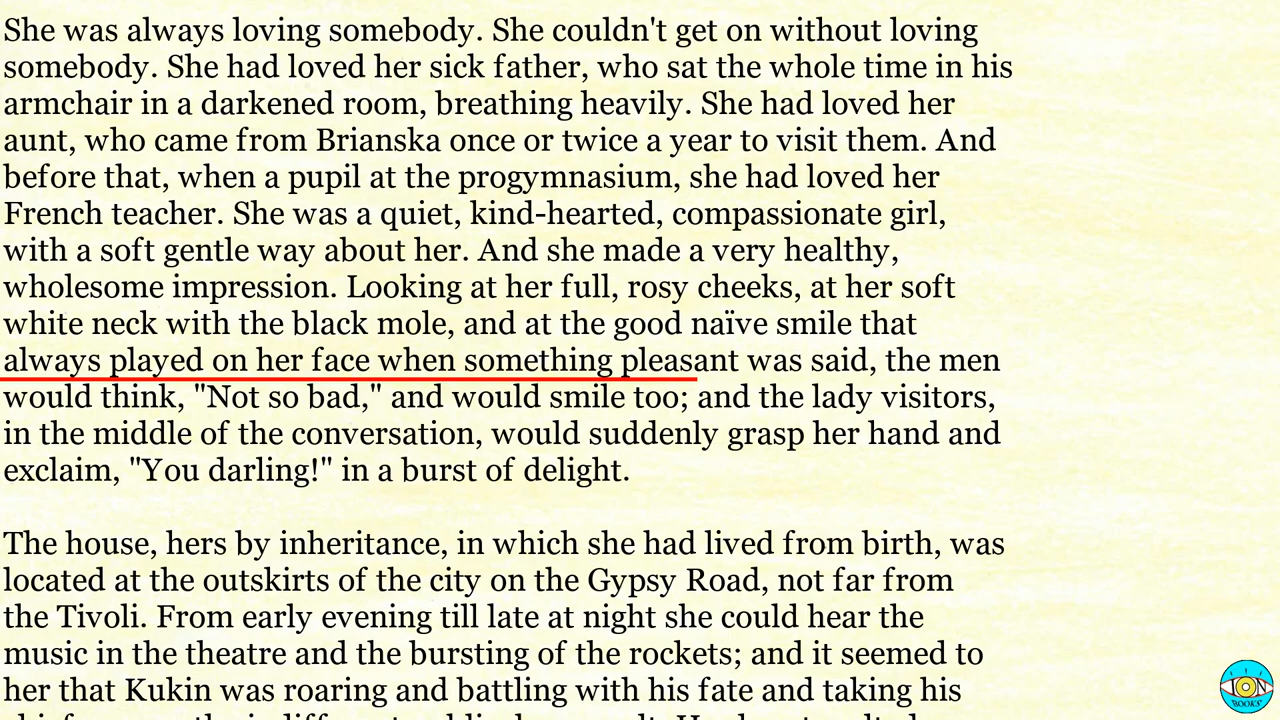 She was always loving somebody. She couldn't get on without loving
somebody. She had loved her sick father, who sat the whole time in his
armchair in a darkened room, breathing heavily. She had loved her
aunt, who came from Brianska once or twice a year to visit them. And
before that, when a pupil at the progymnasium, she had loved her
French teacher. She was a quiet, kind-hearted, compassionate girl,
with a soft gentle way about her. And she made a very healthy,
wholesome impression. Looking at her full, rosy cheeks, at her soft
white neck with the black mole, and at the good naïve smile that
always played on her face when something pleasant was said, the men
would think, "Not so bad," and would smile too; and the lady visitors,
in the middle of the conversation, would suddenly grasp her hand and
exclaim, "You darling!" in a burst of delight.
The house, hers by inheritance, in which she had lived from birth, was
located at the outskirts of the city on the Gypsy Road, not far from
the Tivoli. From early evening till late at night she could hear the
music in the theatre and the bursting of the rockets; and it seemed to
her that Kukin was roaring and battling with his fate and taking his
ION
BOOKS